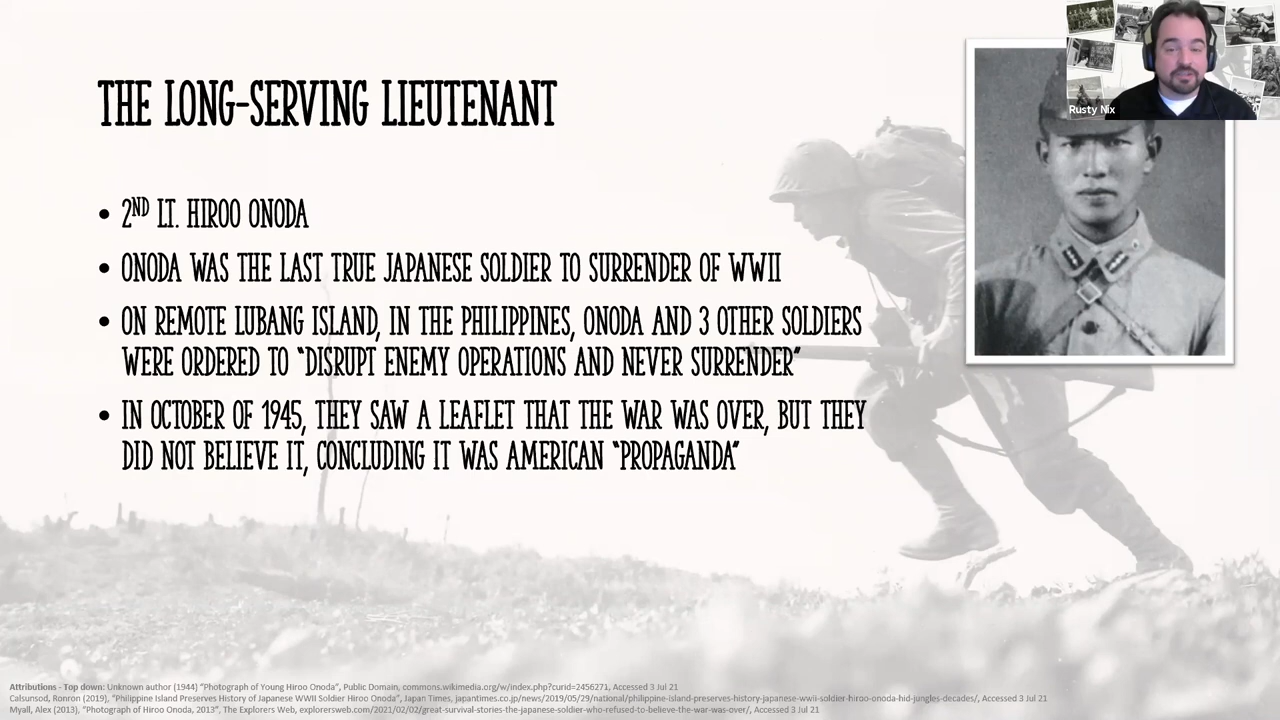 THE LONG-SERVING LIEUTENANT
Rusty Nix
• 2ND LT. HIROO ONODA
• ONODA WAS THE LAST TRUE JAPANESE SOLDIER TO SURRENDER OF WWII
• ON REMOTE LUBANG ISLAND, IN THE PHILIPPINES, ONODA AND 3 OTHER SOLDIERS
WERE ORDERED TO “DISRUPT ENEMY OPERATIONS AND NEVER SURRENDER”
• IN OCTOBER OF 1945, THEY SAW A LEAFLET THAT THE WAR WAS OVER, BUT THEY
DID NOT BELIEVE IT, CONCLUDING IT WAS AMERICAN “PROPAGANDA”
Attributions - Top down: Unknown author (1944) “Photograph of Young Hiroo Onoda”, Public Domain, commons.wikimedia.org/w/index.php?curid=2456271, Accessed 3 Jul 21
Calsunsod, Ronron (2019), “Philippine Island Preserves History of Japanese WWII Soldier Hiroo Onoda”, Japan Times, japantimes.co.jp/news/2019/05/29/national/philippine-island-preserves-history-japanese-wwii-soldier-hiroo-onoda-hid-jungles-decades/, Accessed 3 Jul 21
Myall, Alex (2013), “Photograph of Hiroo Onoda, 2013”, The Explorers Web, explorersweb.com/2021/02/02/great-survival-stories-the-japanese-soldier-who-refused-to-believe-the-war-was-over/, Accessed 3 Jul 21